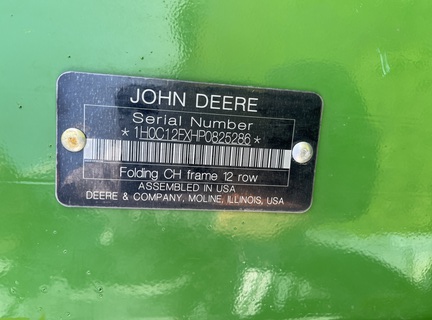 JOHN DEERE
Serial Number
*1H0C12FXHP0825286*
Folding CH frame 12 row
ASSEMBLED IN USA
DEERE & COMPANY, MOLINE, ILLINOIS, USA